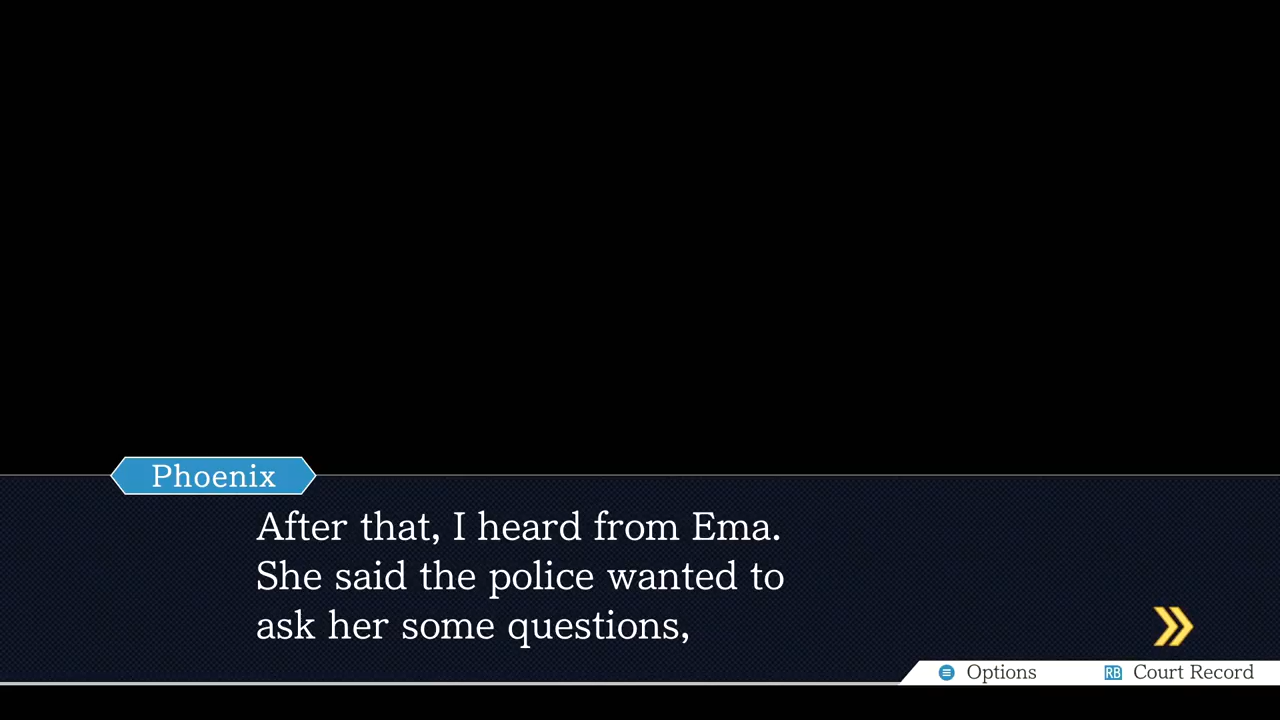 Phoenix
After that, I heard from Ema.
She said the police wanted to
ask her some questions,
Options
RB Court Record